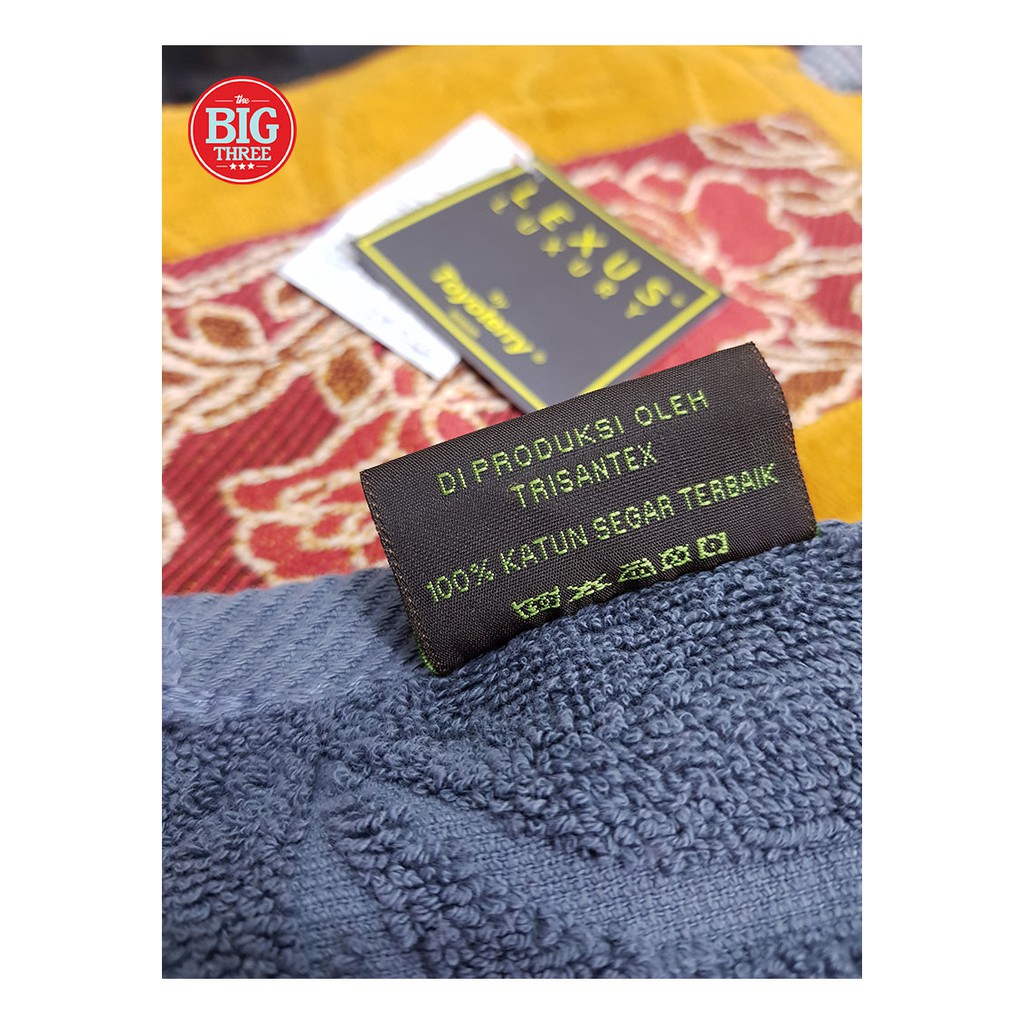 the
BIG
THREE
LEXUS
LUXURY
by
Toyoterry®
DI PRODUKSI OLEH
TRISANTEX
100% KATUN SEGAR TERBAIK